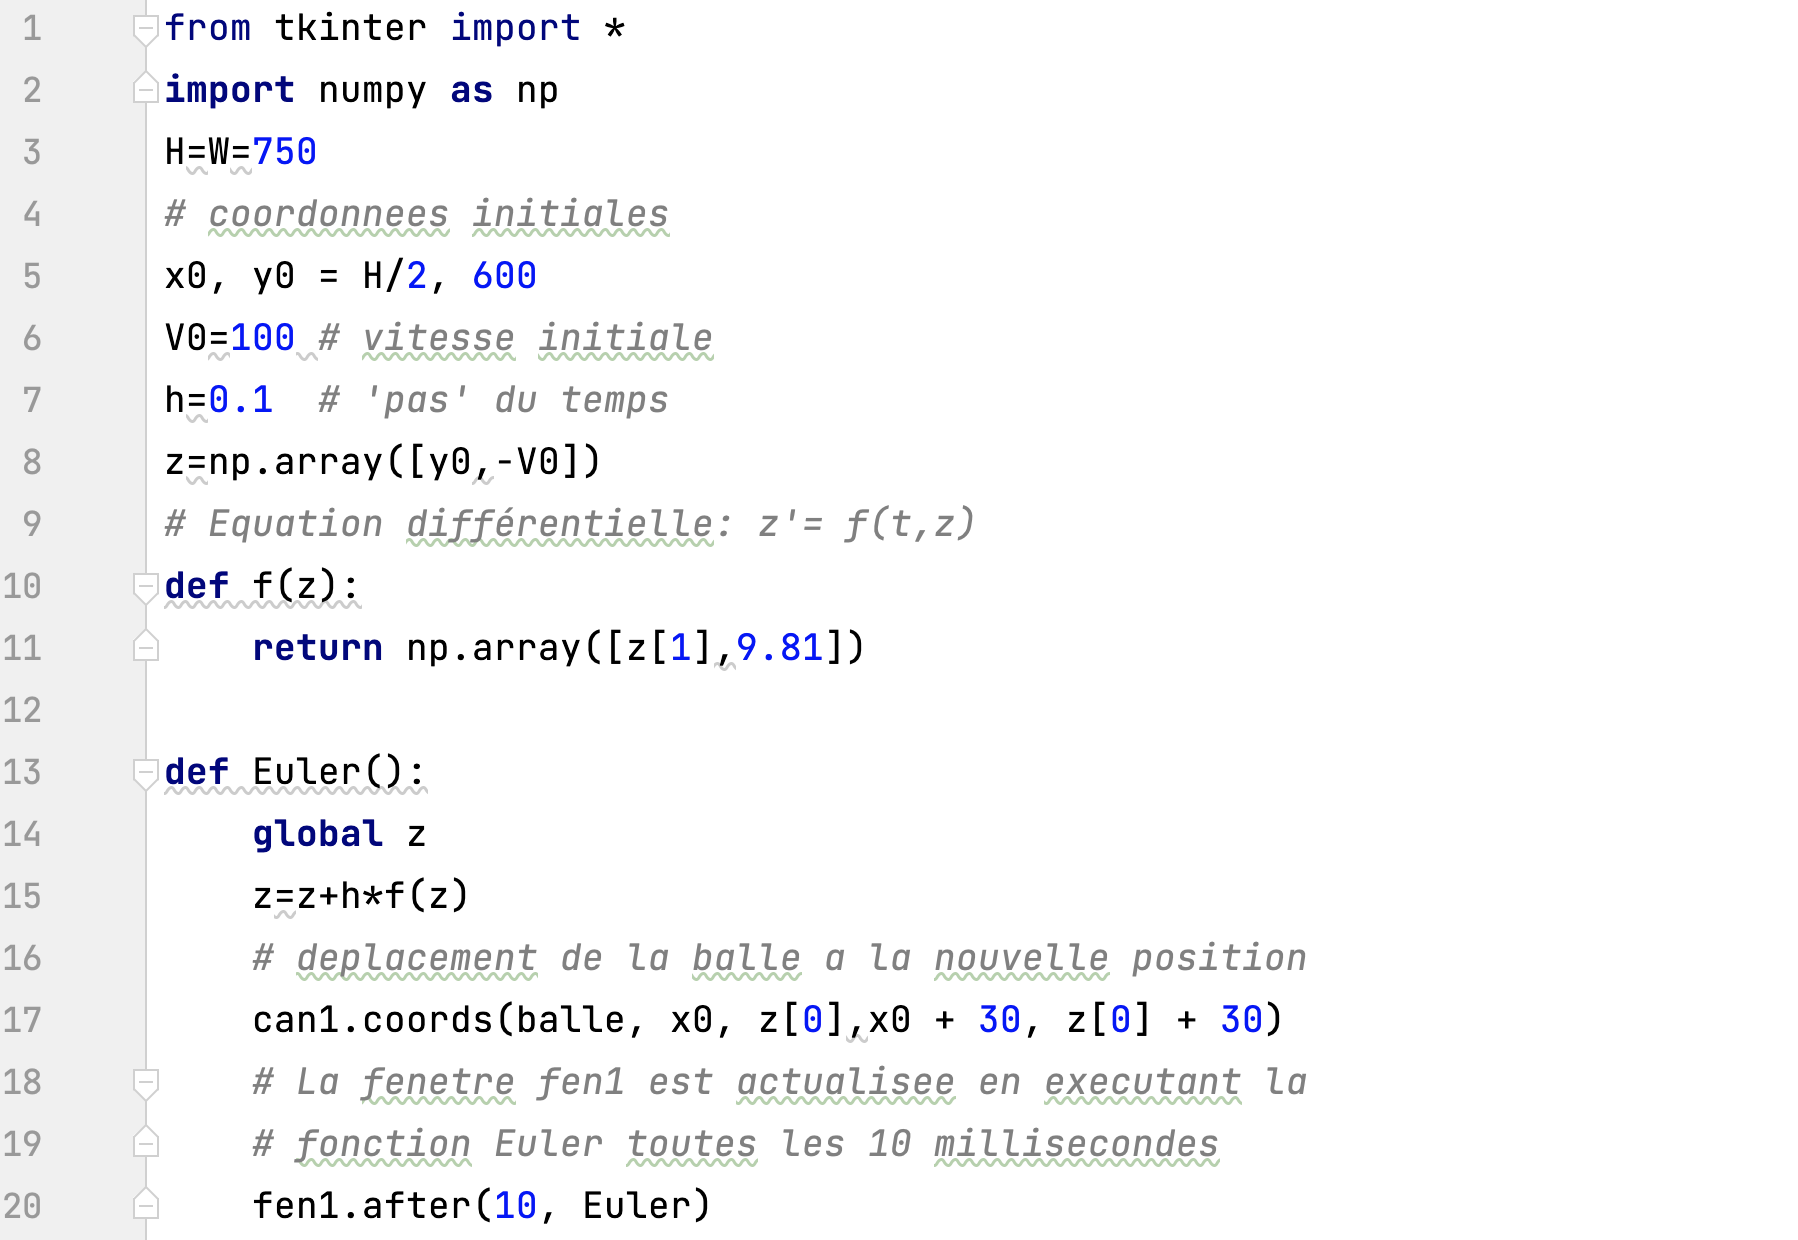 1 from tkinter import *
2 import numpy as np
3 H=W=750
4 # coordonnees initiales
5 x0, y0 = H/2, 600
6 V0=100 # vitesse initiale
7 h=0.1  # 'pas' du temps
8 z=np.array([y0,-V0])
9 # Equation différentielle: z'= f(t,z)
10 def f(z):
11     return np.array([z[1],9.81])
12
13 def Euler():
14     global z
15     z=z+h*f(z)
16     # deplacement de la balle a la nouvelle position
17     can1.coords(balle, x0, z[0],x0 + 30, z[0] + 30)
18     # La fenetre fen1 est actualisee en executant la
19     # fonction Euler toutes les 10 millisecondes
20     fen1.after(10, Euler)